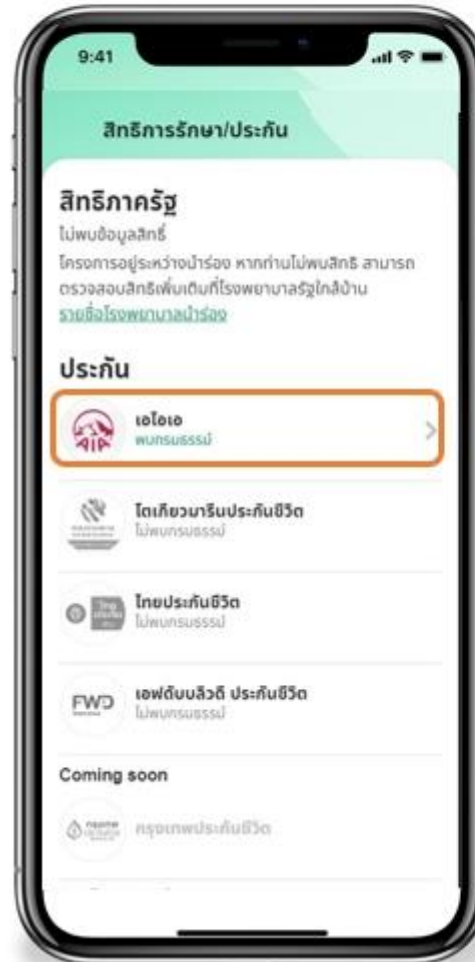 9:41
สิทธิการรักษา/ประกัน
สิทธิภาครัฐ
ไม่พบข้อมูลสิทธิ์
โครงการอยู่ระหว่างนำร่อง หากท่านไม่พบสิทธิ สามารถ
ตรวจสอบสิทธิเพิ่มเติมที่โรงพยาบาลรัฐใกล้บ้าน
รายชื่อโรงพยาบาลนำร่อง
ประกัน
AIA
เอไอเอ
พบกรมธรรม์
โตเกียวมารีนประกันชีวิต
ไม่พบกรมธรรม์
ไทยประกันชีวิต
ไม่พบกรมธรรม์
FWD
เอฟดับบลิวดี ประกันชีวิต
ไม่พบกรมธรรม์
Coming soon
กรุงเทพประกันชีวิต